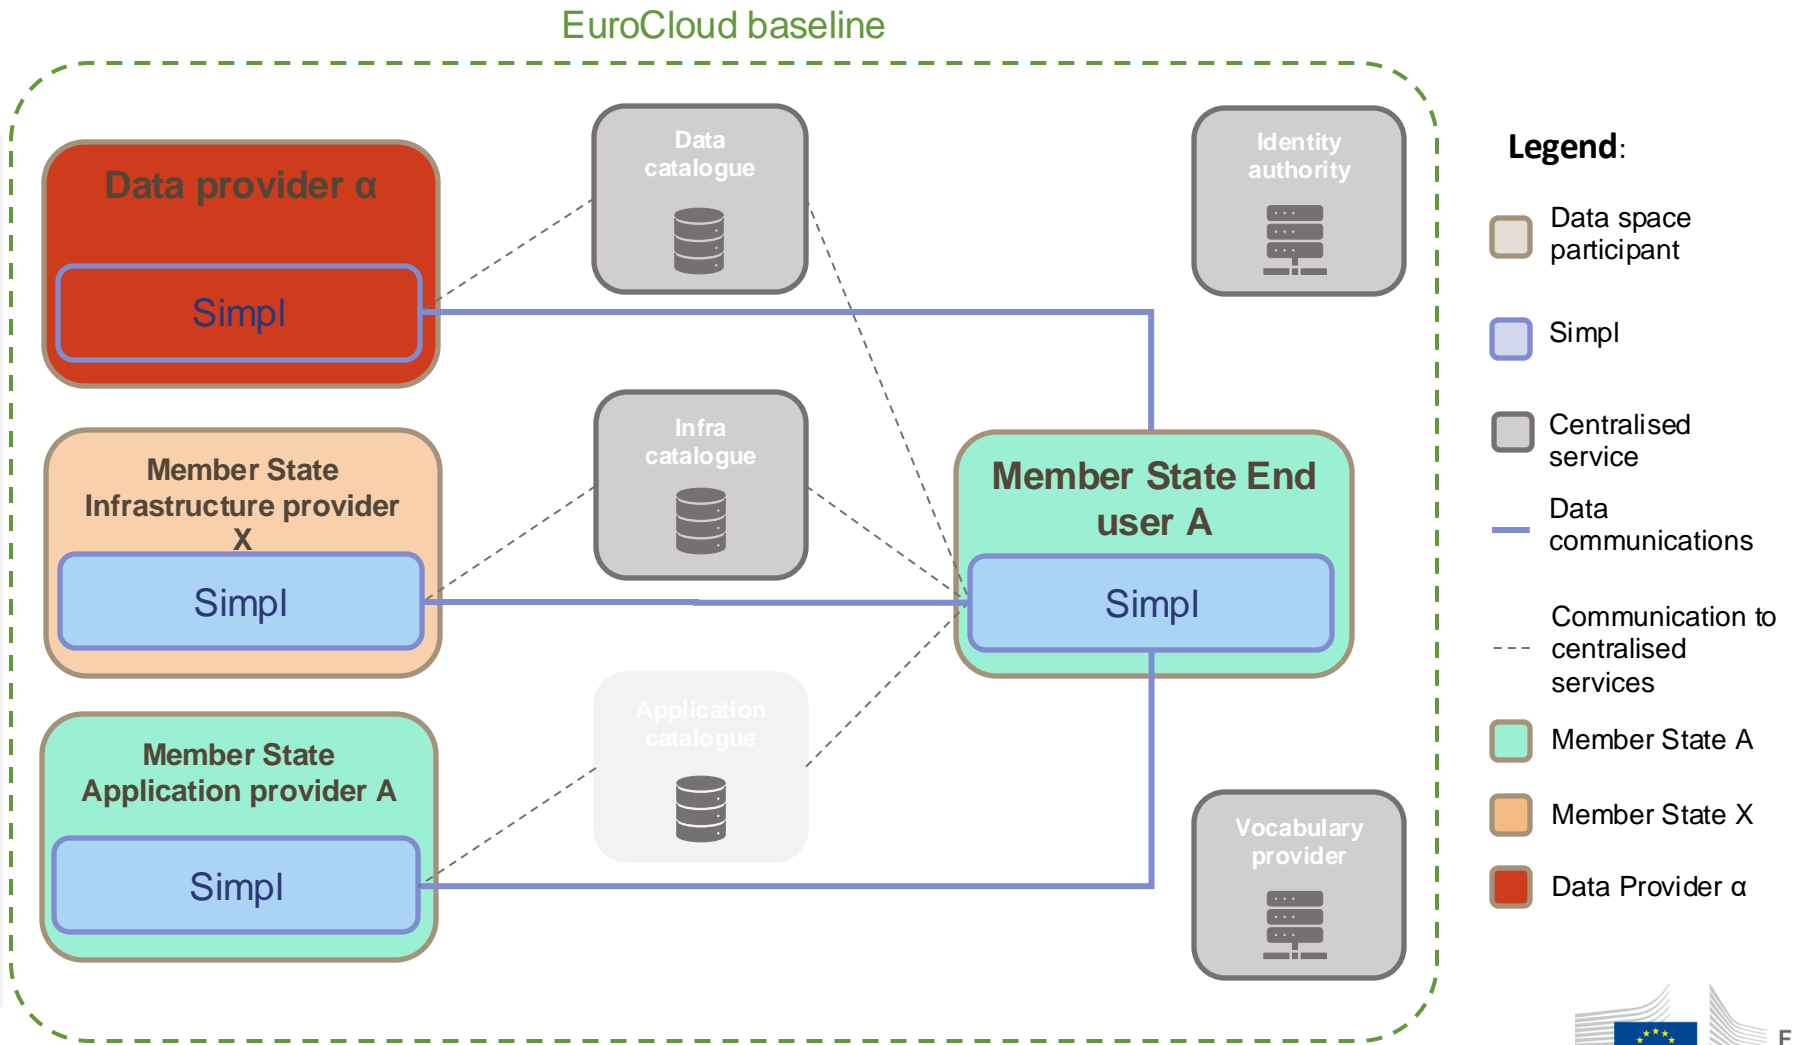 EuroCloud baseline
Data provider α
Simpl
Member State
Infrastructure provider
X
Simpl
Member State
Application provider A
Simpl
Data
catalogue
Infra
catalogue
Application
catalogue
Identity
authority
Member State End
user A
Simpl
Vocabulary
provider
Legend:
Data space
participant
Simpl
Centralised
service
Data
communications
Communication to
centralised
services
Member State A
Member State X
Data Provider α